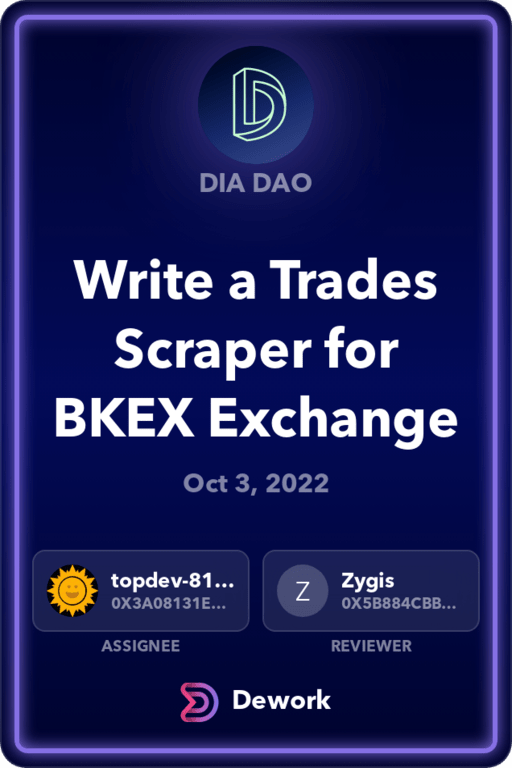 DIA DAO
Write a Trades
Scraper for
BKEX Exchange
Oct 3, 2022
topdev-81...
0X3A08131E...
ASSIGNEE
Z
Zygis
0X5B884CBB...
REVIEWER
Dework